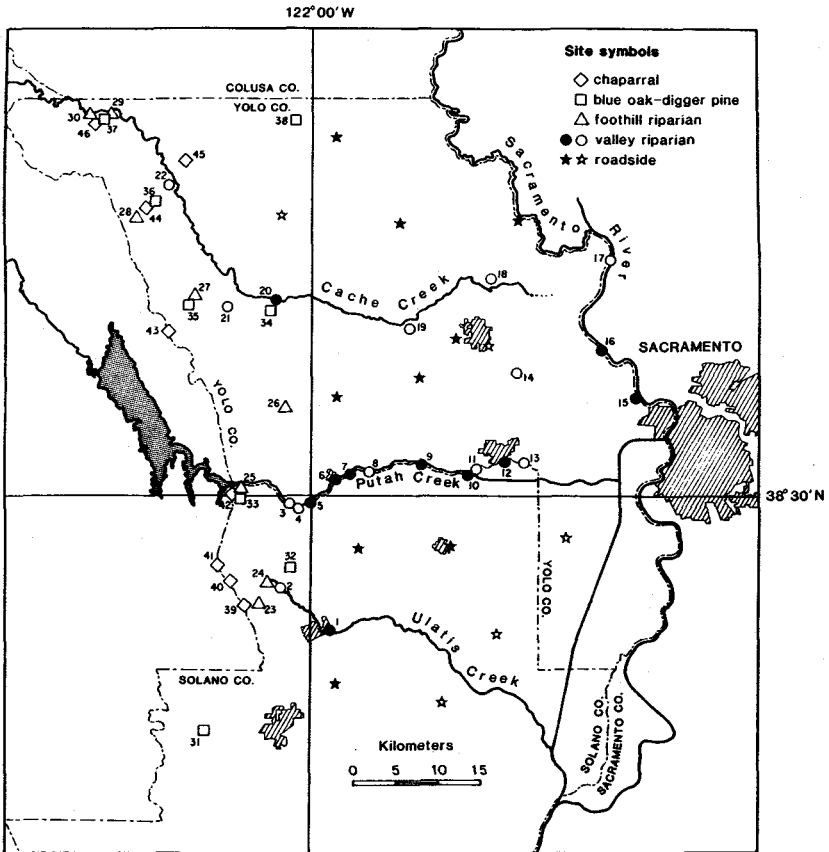 122°00'W
Site symbols
chaparral
blue oak-digger pine
foothill riparian
valley riparian
roadside
COLUSA CO.
YOLO CO.
38
30
29
46
37
45
22
36
44
28
Sacramento
River
17
27
35
21
20
34
Cache Creek
18
19
43
16
SACRAMENTO
15
14
YOLO CO.
26
25
42
33
3
4
5
6
7
8
9
10
11
12
13
Putah Creek
38°30'N
41
40
39
24
2
32
23
1
YOLO CO.
Ulatis Creek
SOLANO CO.
31
Kilometers
0 5 10 15
SOLANO CO.
SACRAMENTO CO.